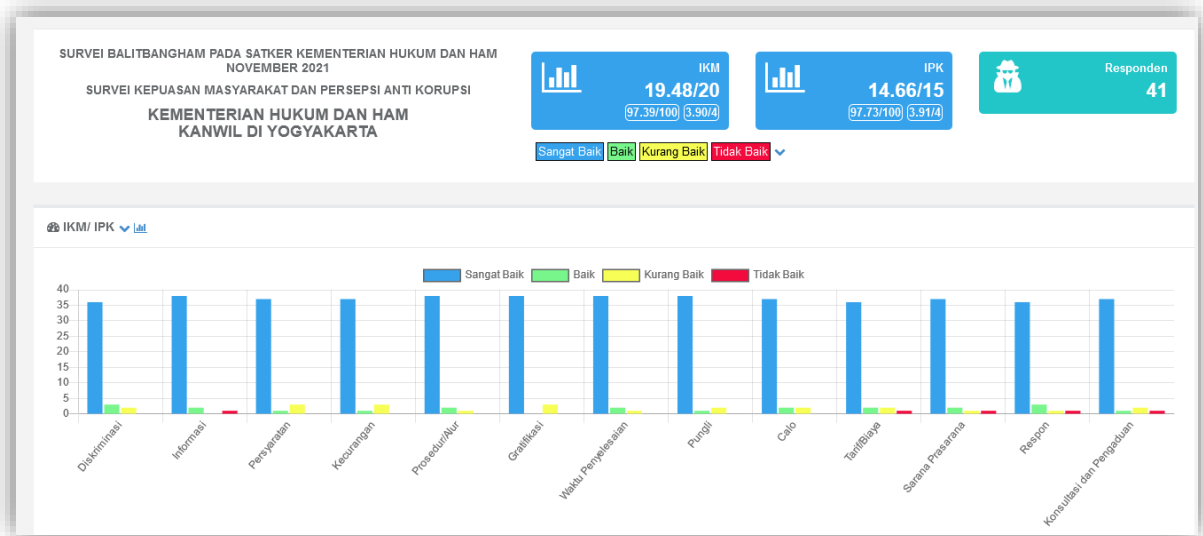 SURVEI BALITBANGHAM PADA SATKER KEMENTERIAN HUKUM DAN HAM
NOVEMBER 2021
SURVEI KEPUASAN MASYARAKAT DAN PERSEPSI ANTI KORUPSI
KEMENTERIAN HUKUM DAN HAM
KANWIL DI YOGYAKARTA
IKM
19.48/20
97.39/100 3.90/4
IPK
14.66/15
97.73/100 3.91/4
Responden
41
Sangat Baik Baik Kurang Baik Tidak Baik
IKM/ IPK
Sangat Baik Baik Kurang Baik Tidak Baik
40
35
30
25
20
15
10
5
0
Diskriminasi
Informasi
Persyaratan
Kecurangan
Prosedur/Alur
Gratifikasi
Waktu Penyelesaian
Pungli
Calo
Tarif/Biaya
Sarana Prasarana
Respon
Konsultasi dan Pengaduan